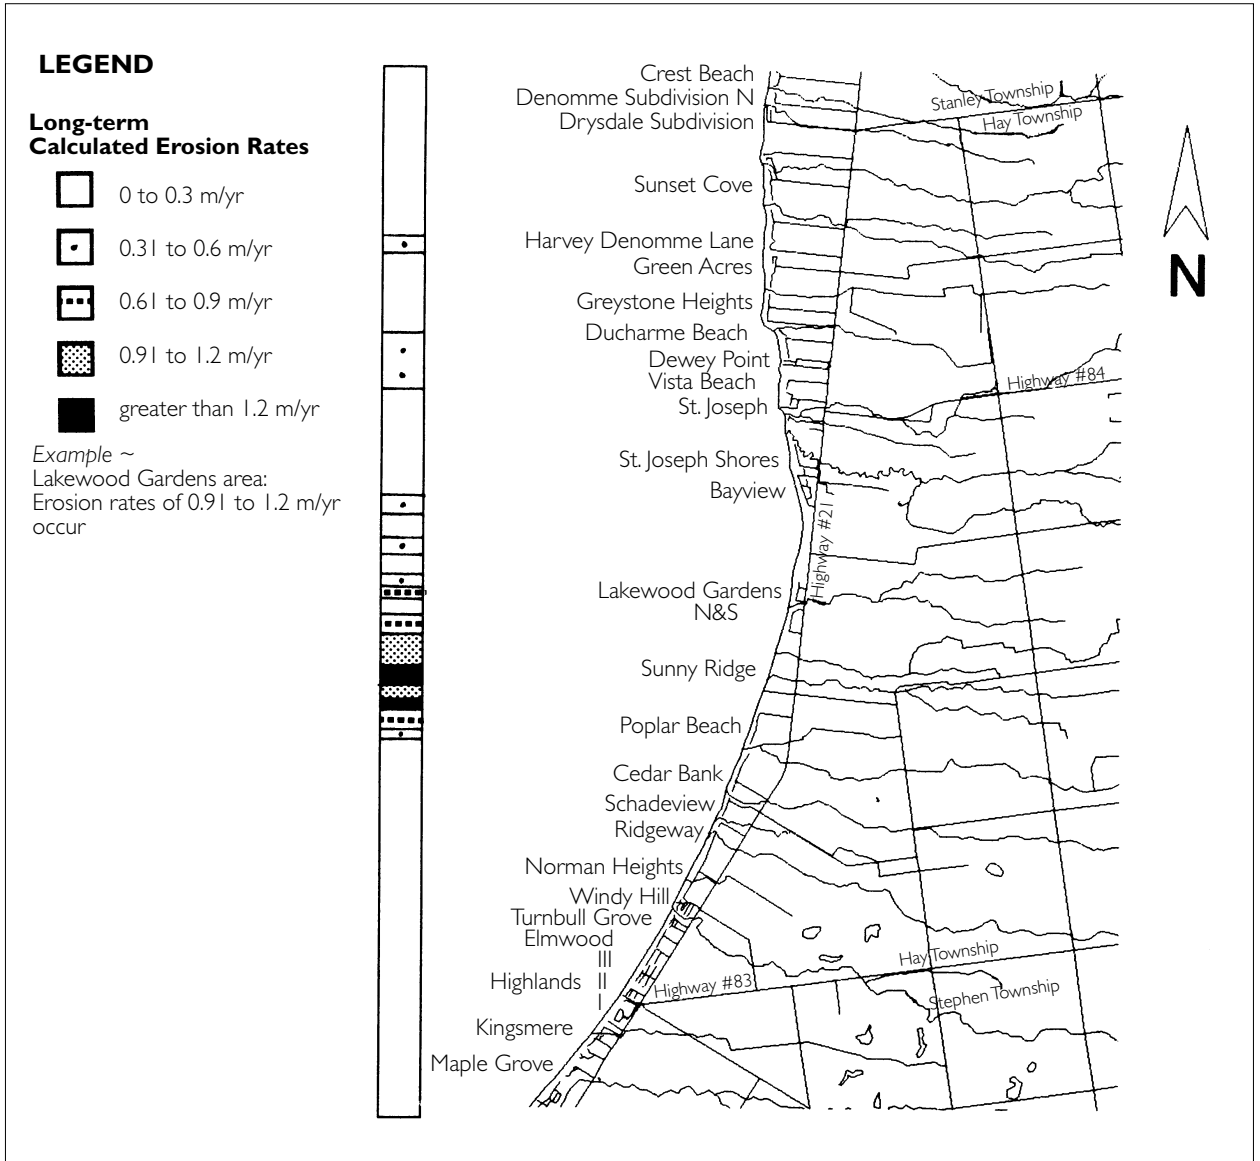 LEGEND
Long-term
Calculated Erosion Rates
0 to 0.3 m/yr
0.31 to 0.6 m/yr
0.61 to 0.9 m/yr
0.91 to 1.2 m/yr
greater than 1.2 m/yr
Example ~
Lakewood Gardens area:
Erosion rates of 0.91 to 1.2 m/yr
occur
Crest Beach
Denomme Subdivision N
Drysdale Subdivision
Sunset Cove
Harvey Denomme Lane
Green Acres
Greystone Heights
Ducharme Beach
Dewey Point
Vista Beach
St. Joseph
St. Joseph Shores
Bayview
Lakewood Gardens
N&S
Sunny Ridge
Poplar Beach
Cedar Bank
Schadeview
Ridgeway
Norman Heights
Windy Hill
Turnbull Grove
Elmwood
III
Highlands II
I
Kingsmere
Maple Grove
Stanley Township
Hay Township
Highway #84
Highway #21
Hay Township
Highway #83
Stephen Township
N